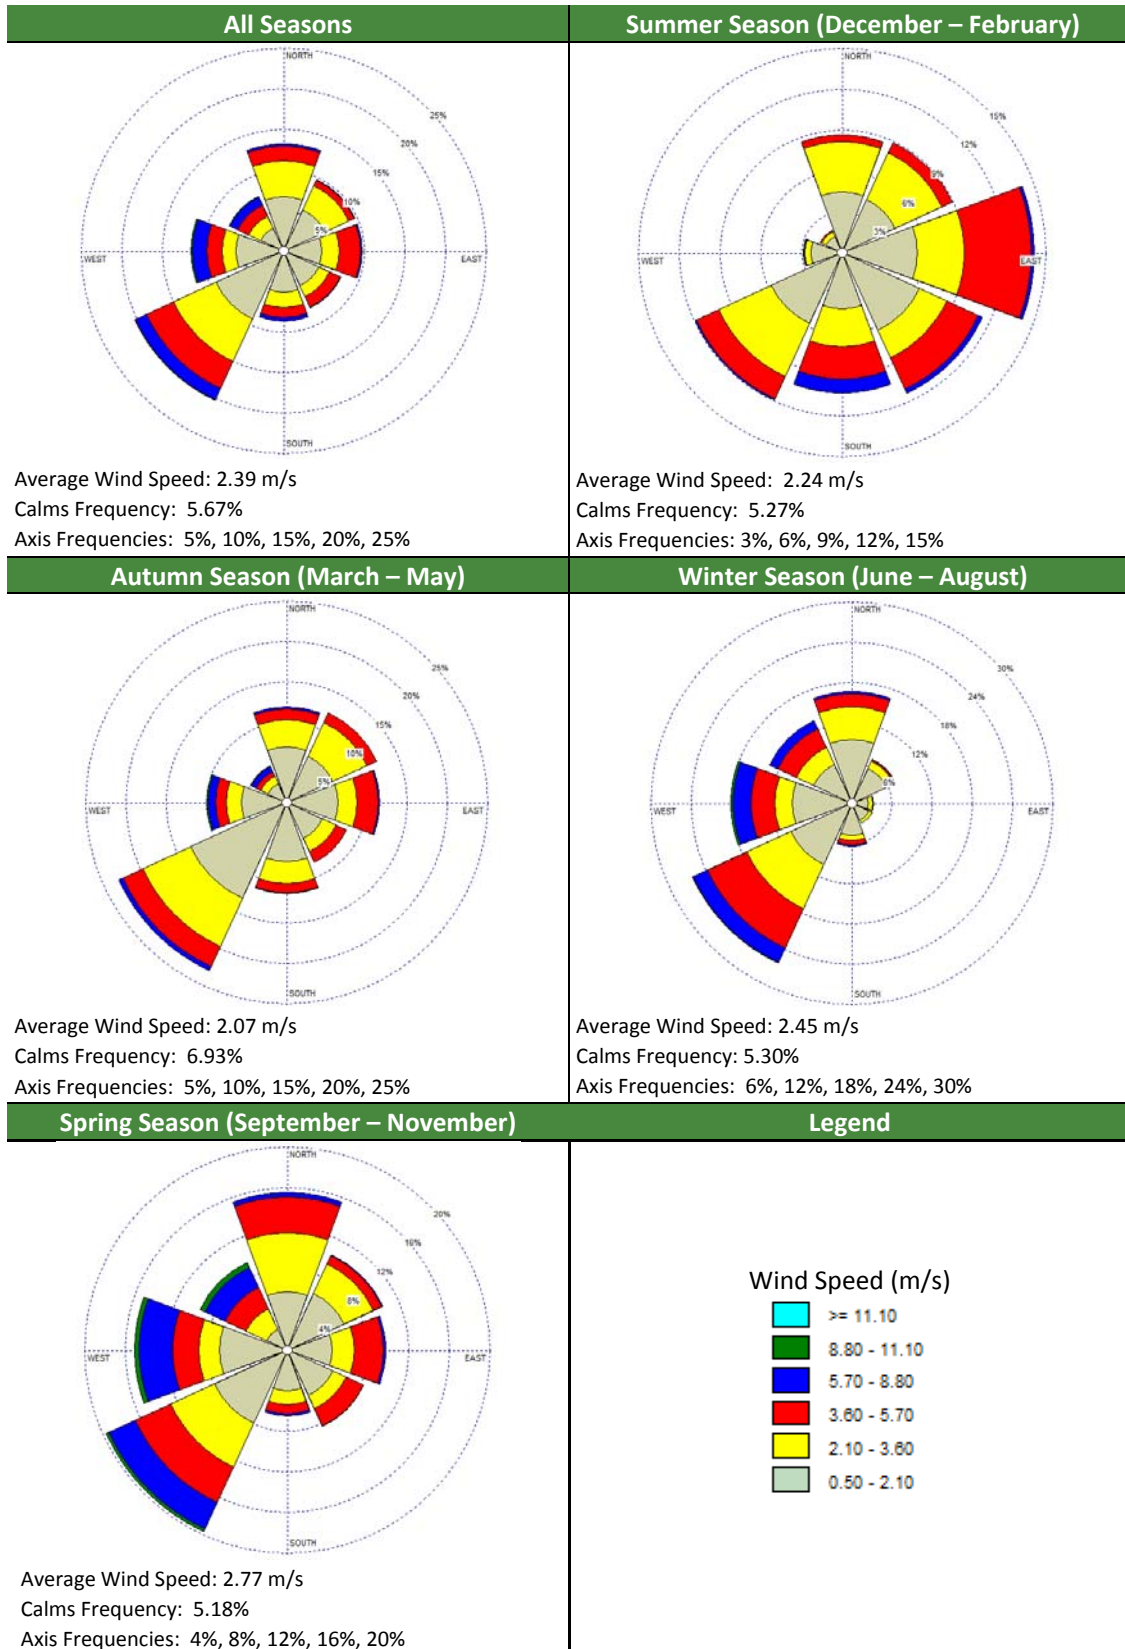 All Seasons
Summer Season (December – February)
NORTH
25%
20%
15%
10%
5%
WEST
EAST
SOUTH
NORTH
15%
12%
9%
6%
3%
WEST
EAST
SOUTH
Average Wind Speed: 2.39 m/s
Calms Frequency: 5.67%
Axis Frequencies: 5%, 10%, 15%, 20%, 25%
Average Wind Speed: 2.24 m/s
Calms Frequency: 5.27%
Axis Frequencies: 3%, 6%, 9%, 12%, 15%
Autumn Season (March – May)
Winter Season (June – August)
NORTH
25%
20%
15%
10%
5%
WEST
EAST
SOUTH
NORTH
30%
24%
18%
12%
6%
WEST
EAST
SOUTH
Average Wind Speed: 2.07 m/s
Calms Frequency: 6.93%
Axis Frequencies: 5%, 10%, 15%, 20%, 25%
Average Wind Speed: 2.45 m/s
Calms Frequency: 5.30%
Axis Frequencies: 6%, 12%, 18%, 24%, 30%
Spring Season (September – November)
Legend
NORTH
20%
16%
12%
8%
4%
WEST
EAST
SOUTH
Wind Speed (m/s)
>= 11.10
8.80 - 11.10
5.70 - 8.80
3.60 - 5.70
2.10 - 3.60
0.50 - 2.10
Average Wind Speed: 2.77 m/s
Calms Frequency: 5.18%
Axis Frequencies: 4%, 8%, 12%, 16%, 20%